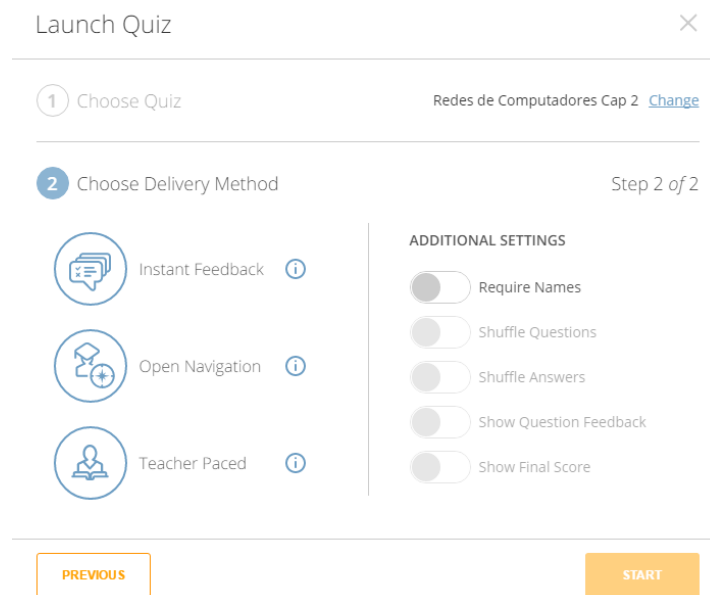 Launch Quiz
1 Choose Quiz
Redes de Computadores Cap 2 Change
2 Choose Delivery Method
Step 2 of 2
Instant Feedback
Open Navigation
Teacher Paced
ADDITIONAL SETTINGS
Require Names
Shuffle Questions
Shuffle Answers
Show Question Feedback
Show Final Score
PREVIOUS
START